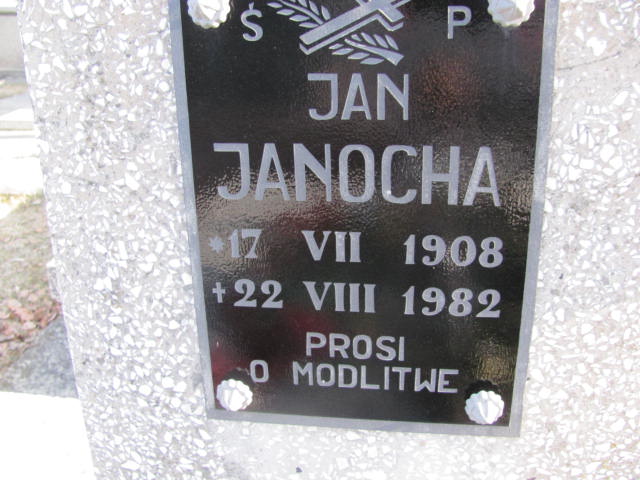 Ś P
JAN
JANOCHA
*17 VII 1908
†22 VIII 1982
PROSI
O MODLITWE